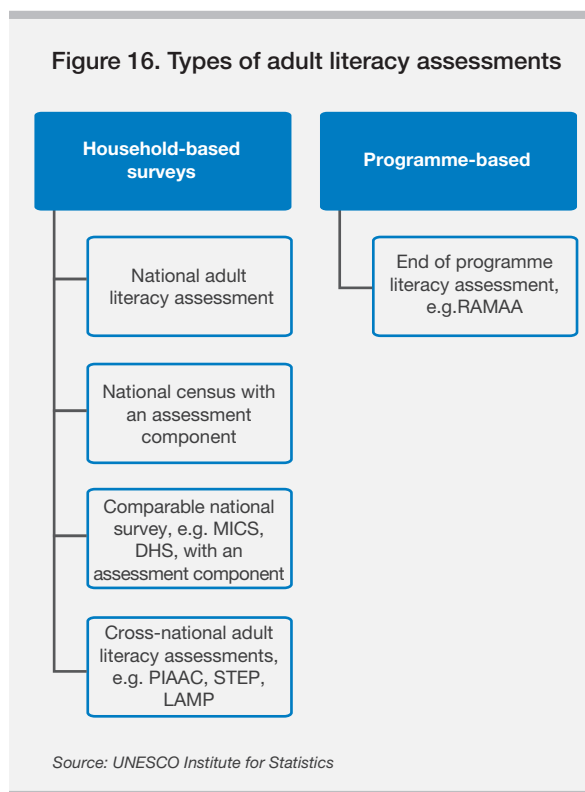 Figure 16. Types of adult literacy assessments
Household-based
surveys
National adult
literacy assessment
National census with
an assessment
component
Comparable national
survey, e.g. MICS,
DHS, with an
assessment component
Cross-national adult
literacy assessments,
e.g. PIAAC, STEP,
LAMP
Programme-based
End of programme
literacy assessment,
e.g.RAMAA
Source: UNESCO Institute for Statistics